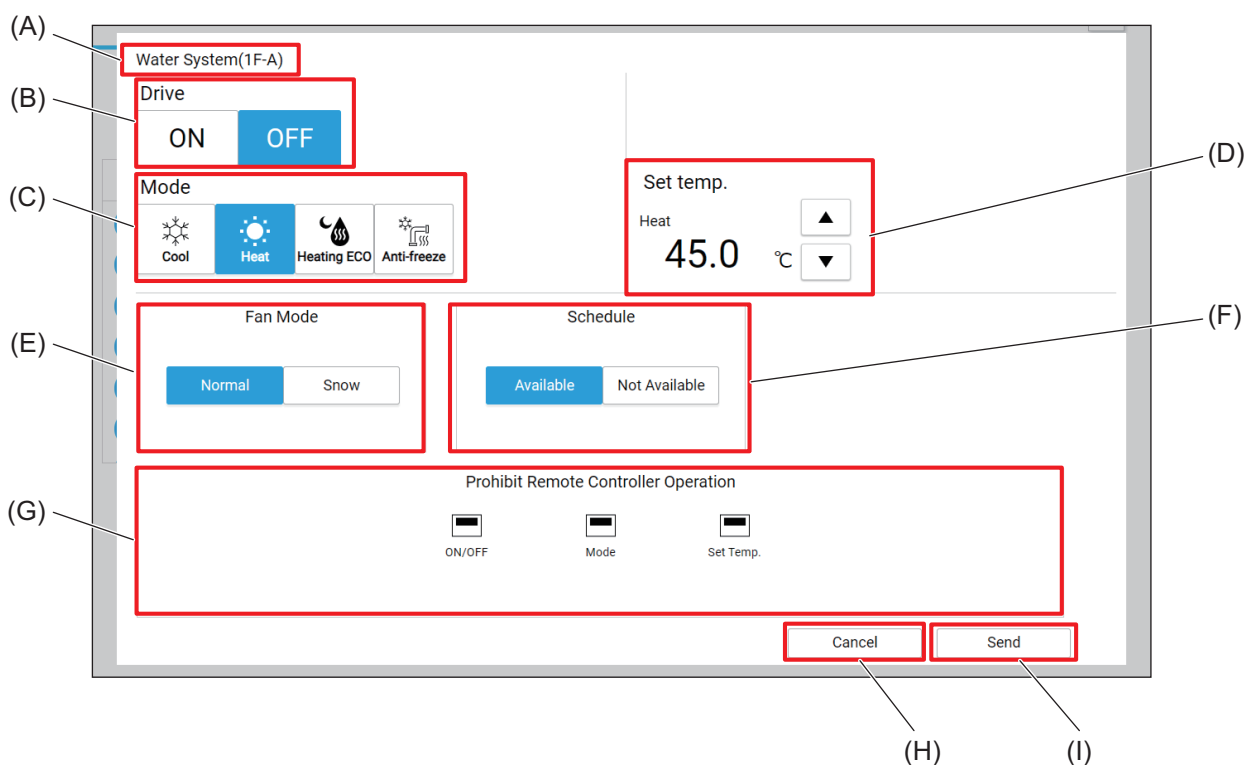 (A)
Water System(1F-A)
(B)
Drive
ON OFF
(C)
Mode
Cool Heat Heating ECO Anti-freeze
(D)
Set temp.
Heat
45.0 ℃
▲
▼
(E)
Fan Mode
Normal Snow
(F)
Schedule
Available Not Available
(G)
Prohibit Remote Controller Operation
ON/OFF Mode Set Temp.
Cancel Send
(H) (I)